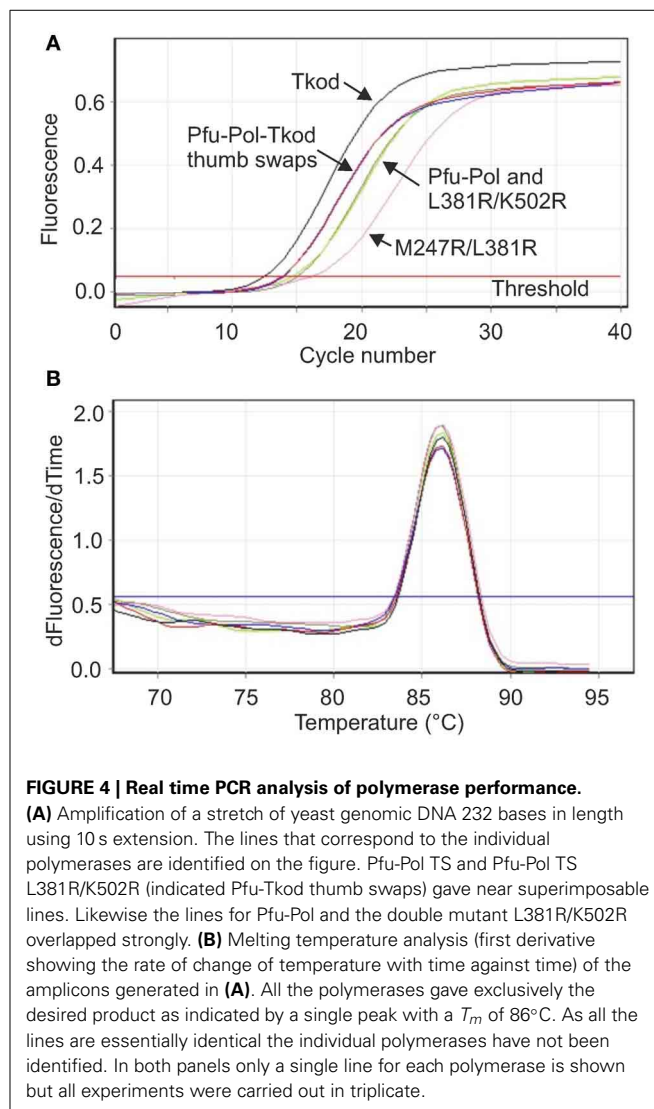 A
Fluorescence
0.6
0.4
0.2
0.0
Tkod
Pfu-Pol-Tkod
thumb swaps
Pfu-Pol and
L381R/K502R
M247R/L381R
Threshold
0 10 20 30 40
Cycle number
B
dFluorescence/dTime
2.0
1.5
1.0
0.5
0.0
70 75 80 85 90 95
Temperature (°C)
FIGURE 4 | Real time PCR analysis of polymerase performance.
(A) Amplification of a stretch of yeast genomic DNA 232 bases in length
using 10 s extension. The lines that correspond to the individual
polymerases are identified on the figure. Pfu-Pol TS and Pfu-Pol TS
L381R/K502R (indicated Pfu-Tkod thumb swaps) gave near superimposable
lines. Likewise the lines for Pfu-Pol and the double mutant L381R/K502R
overlapped strongly. (B) Melting temperature analysis (first derivative
showing the rate of change of temperature with time against time) of the
amplicons generated in (A). All the polymerases gave exclusively the
desired product as indicated by a single peak with a Tm of 86°C. As all the
lines are essentially identical the individual polymerases have not been
identified. In both panels only a single line for each polymerase is shown
but all experiments were carried out in triplicate.